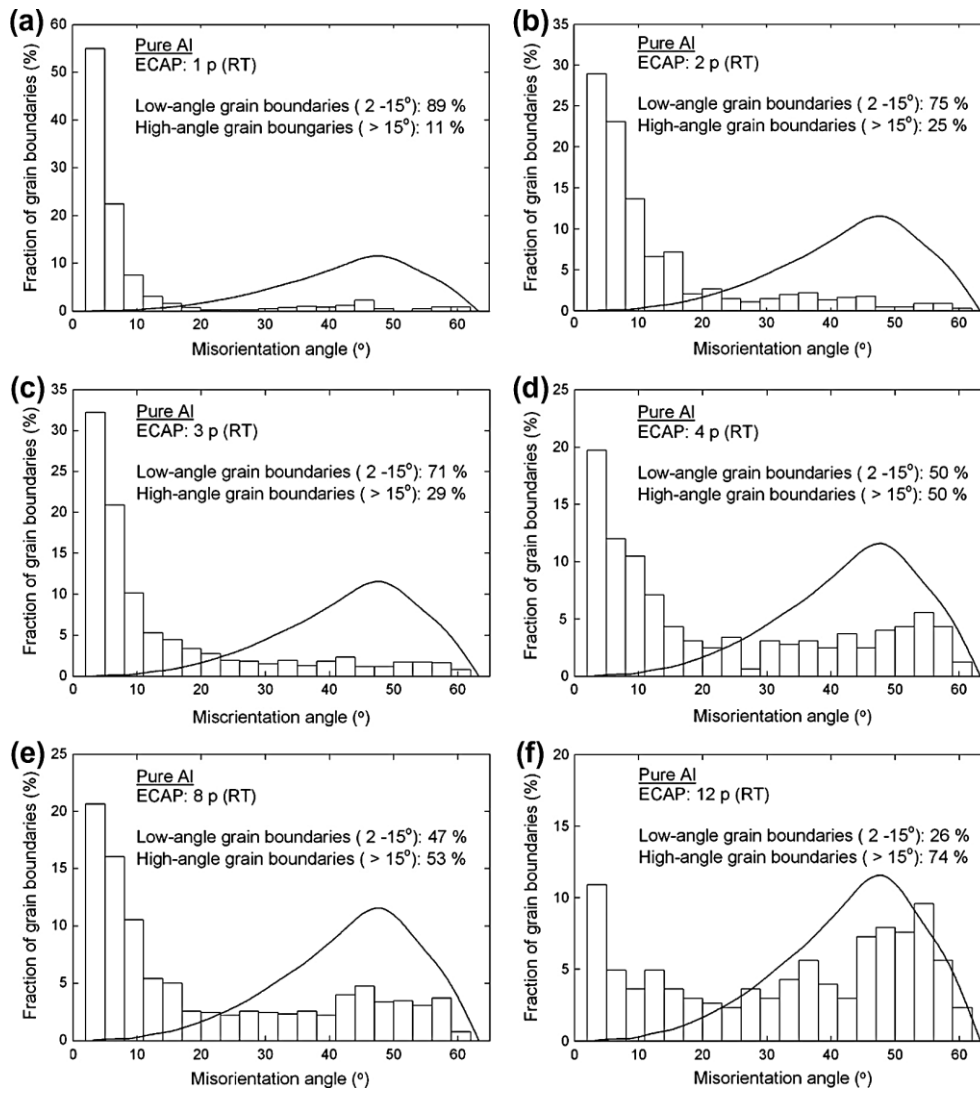 (a)
Pure Al
ECAP: 1 p (RT)
Low-angle grain boundaries ( 2 -15°): 89 %
High-angle grain boungaries ( > 15°): 11 %
Fraction of grain boundaries (%)
60
50
40
30
20
10
0
0 10 20 30 40 50 60
Misorientation angle (°)
(b)
Pure Al
ECAP: 2 p (RT)
Low-angle grain boundaries ( 2 -15°): 75 %
High-angle grain boundaries ( > 15°): 25 %
Fraction of grain boundaries (%)
35
30
25
20
15
10
5
0
0 10 20 30 40 50 60
Misorientation angle (°)
(c)
Pure Al
ECAP: 3 p (RT)
Low-angle grain boundaries ( 2 -15°): 71 %
High-angle grain boundaries ( > 15°): 29 %
Fraction of grain boundaries (%)
35
30
25
20
15
10
5
0
0 10 20 30 40 50 60
Miscrientation angle (°)
(d)
Pure Al
ECAP: 4 p (RT)
Low-angle grain boundaries ( 2 -15°): 50 %
High-angle grain boundaries ( > 15°): 50 %
Fraction of grain boundaries (%)
25
20
15
10
5
0
0 10 20 30 40 50 60
Misorientation angle (°)
(e)
Pure Al
ECAP: 8 p (RT)
Low-angle grain boundaries ( 2 -15°): 47 %
High-angle grain boundaries ( > 15°): 53 %
Fraction of grain boundaries (%)
25
20
15
10
5
0
0 10 20 30 40 50 60
Misorientation angle (°)
(f)
Pure Al
ECAP: 12 p (RT)
Low-angle grain boundaries ( 2 -15°): 26 %
High-angle grain boundaries ( > 15°): 74 %
Fraction of grain boundaries (%)
20
15
10
5
0
0 10 20 30 40 50 60
Misorientation angle (°)